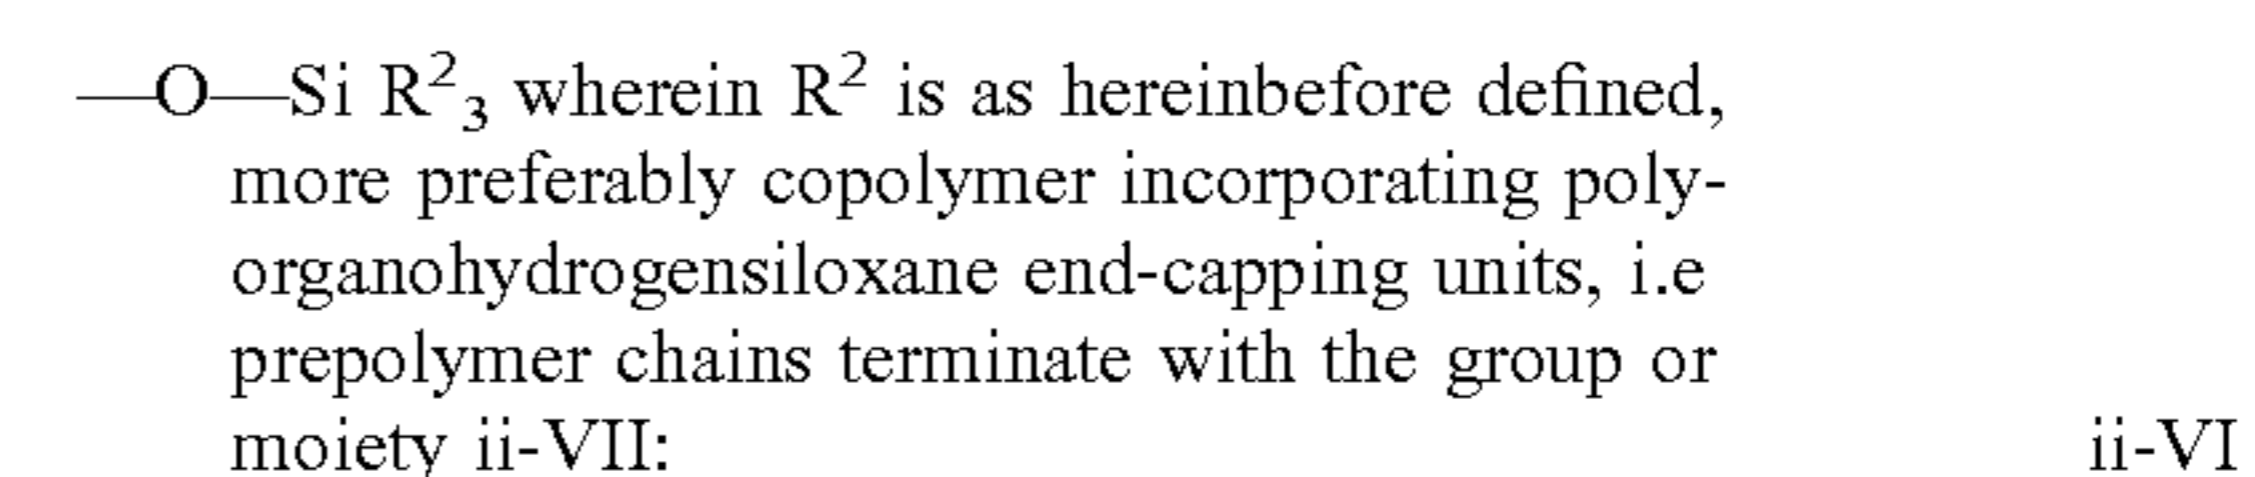 —O—Si R²₃ wherein R² is as hereinbefore defined,
more preferably copolymer incorporating poly-
organohydrogensiloxane end-capping units, i.e
prepolymer chains terminate with the group or
moiety ii-VII: ii-VI